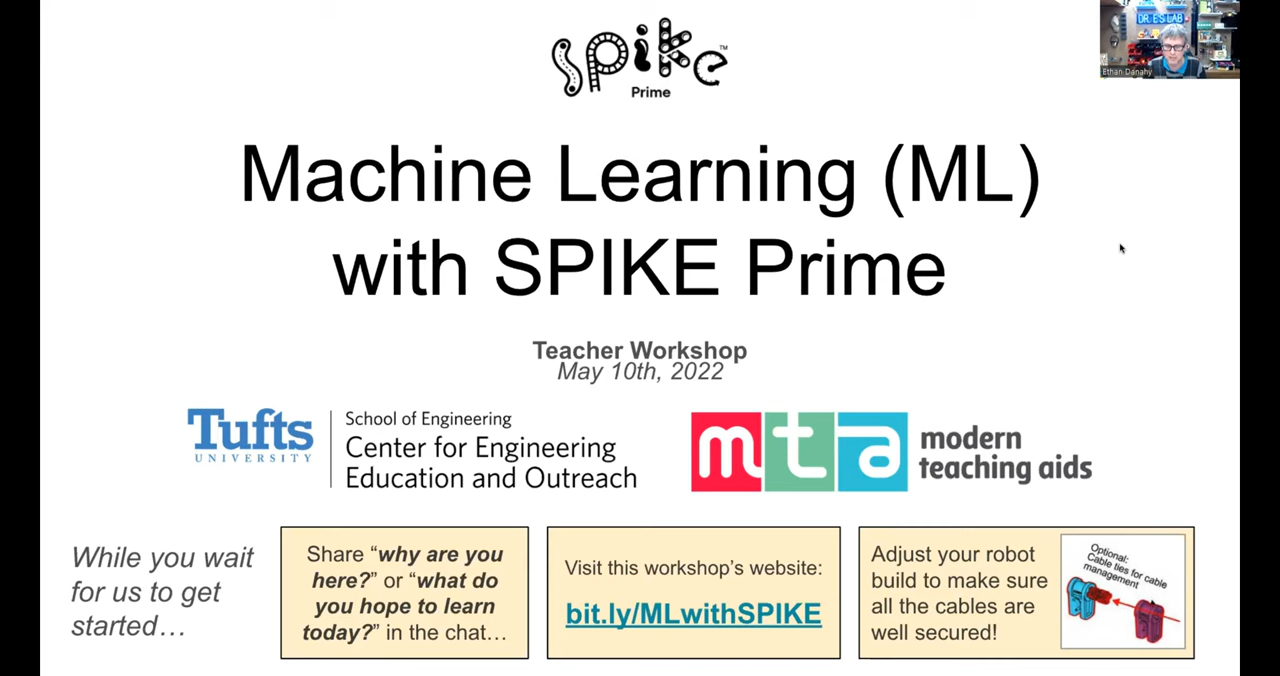 spike™
Prime
DR. E'S LAB
Ethan Danahy
Machine Learning (ML)
with SPIKE Prime
Teacher Workshop
May 10th, 2022
Tufts
UNIVERSITY
School of Engineering
Center for Engineering
Education and Outreach
mta
modern
teaching aids
While you wait
for us to get
started…
Share “why are you
here?” or “what do
you hope to learn
today?” in the chat…
Visit this workshop’s website:
bit.ly/MLwithSPIKE
Adjust your robot
build to make sure
all the cables are
well secured!
Optional:
Cable ties for cable
management